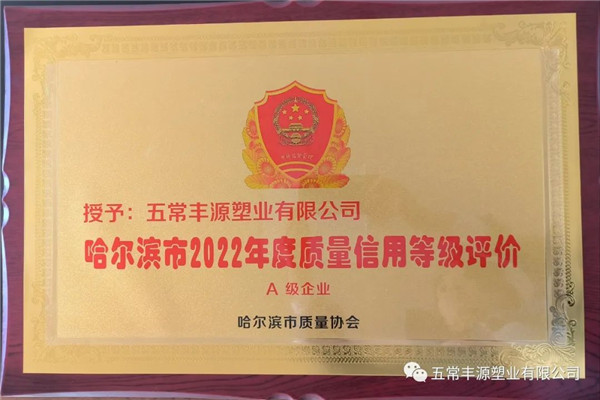 授予：五常丰源塑业有限公司
哈尔滨市2022年度质量信用等级评价
A 级企业
哈尔滨市质量协会
五常丰源塑业有限公司